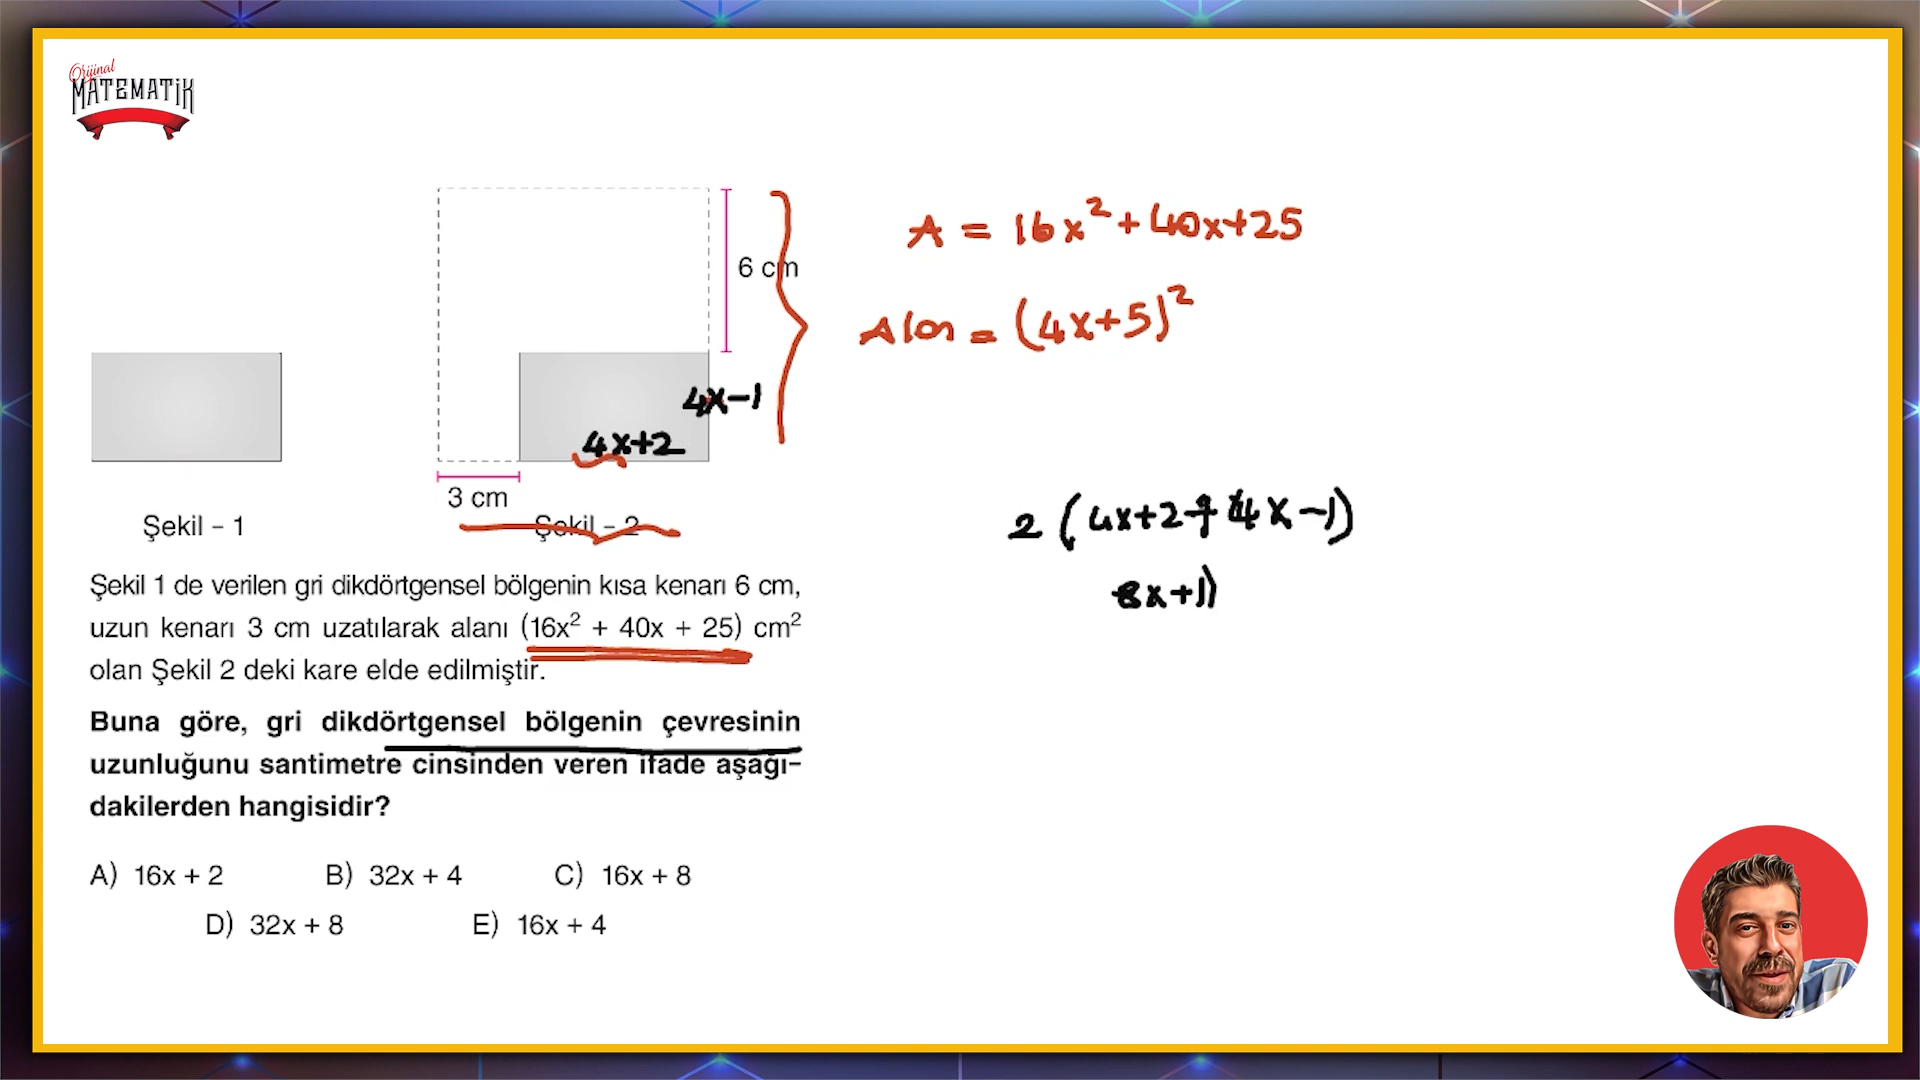 Orijinal
MATEMATİK
6 cm
4x-1
4x+2
3 cm
Şekil - 1
Şekil - 2
Şekil 1 de verilen gri dikdörtgensel bölgenin kısa kenarı 6 cm,
uzun kenarı 3 cm uzatılarak alanı (16x² + 40x + 25) cm²
olan Şekil 2 deki kare elde edilmiştir.
Buna göre, gri dikdörtgensel bölgenin çevresinin
uzunluğunu santimetre cinsinden veren ifade aşağı-
dakilerden hangisidir?
A) 16x + 2 B) 32x + 4 C) 16x + 8
D) 32x + 8 E) 16x + 4
A = 16x²+40x+25
Alan = (4x+5)²
2 (4x+2+4x-1)
8x+1)